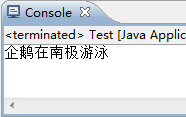 Console
<terminated> Test [Java Applic
企鹅在南极游泳